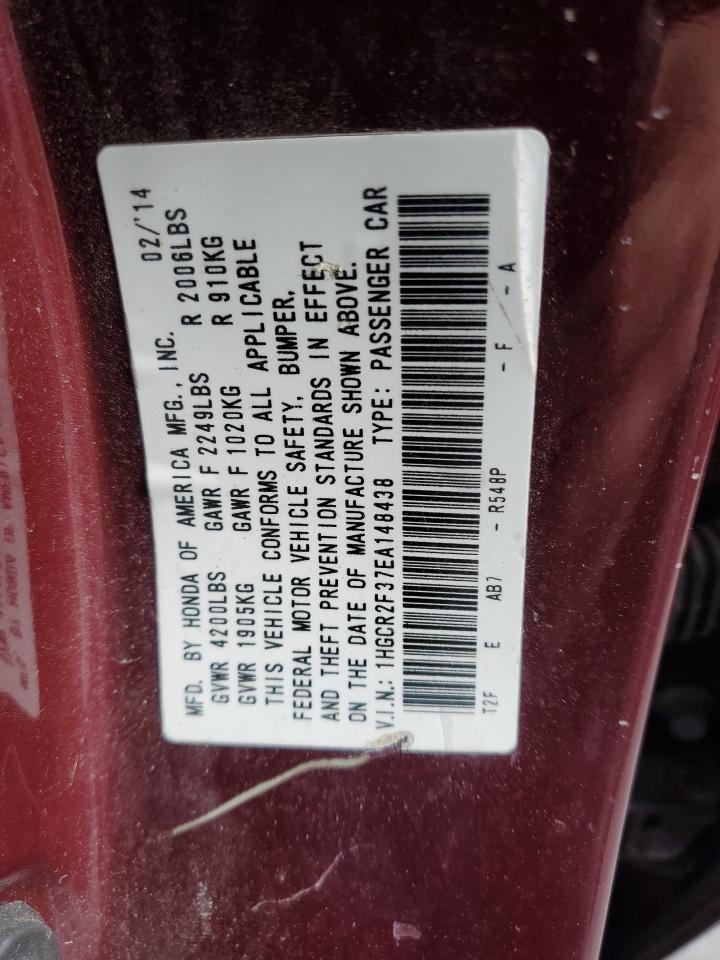 MFD. BY HONDA OF AMERICA MFG., INC. 02/'14
GVWR 4200LBS GAWR F 2249LBS R 2006LBS
GVWR 1905KG GAWR F 1020KG R 910KG
THIS VEHICLE CONFORMS TO ALL APPLICABLE
FEDERAL MOTOR VEHICLE SAFETY, BUMPER,
AND THEFT PREVENTION STANDARDS IN EFFECT
ON THE DATE OF MANUFACTURE SHOWN ABOVE.
V.I.N.: 1HGCR2F37EA148438 TYPE: PASSENGER CAR
T2F E AB7 - R548P - F - A